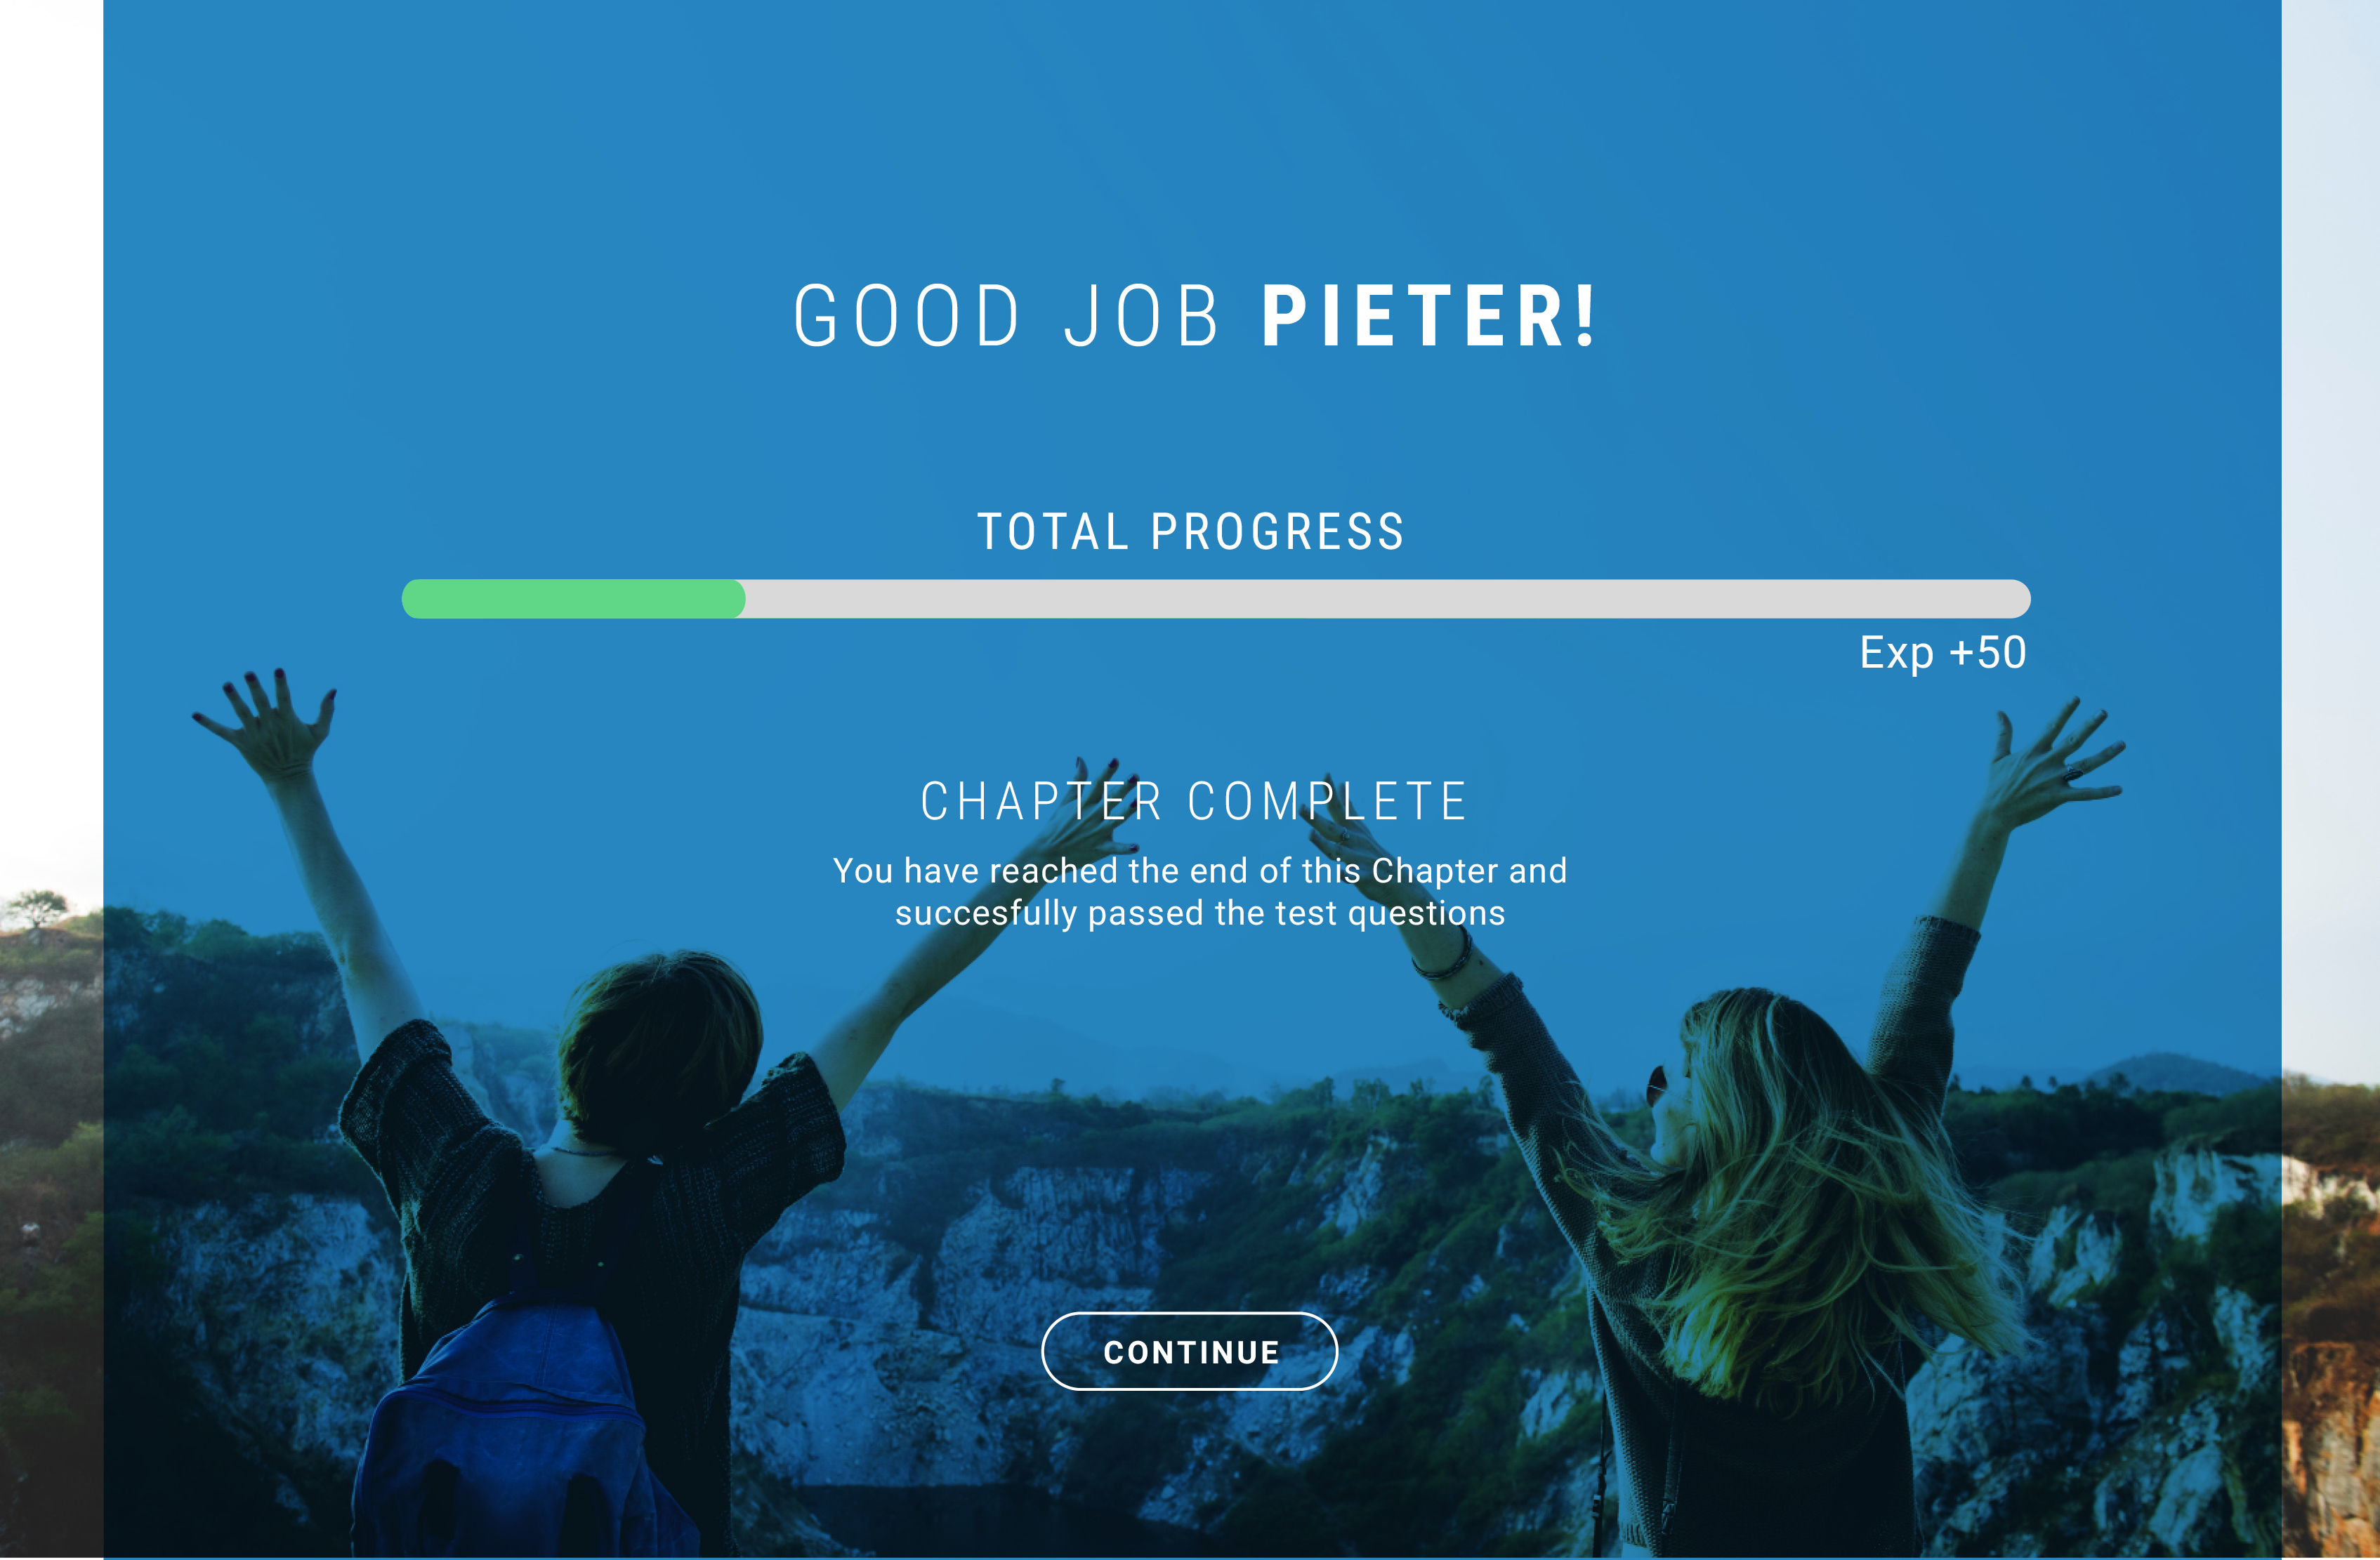 GOOD JOB PIETER!
TOTAL PROGRESS
Exp +50
CHAPTER COMPLETE
You have reached the end of this Chapter and
succesfully passed the test questions
CONTINUE